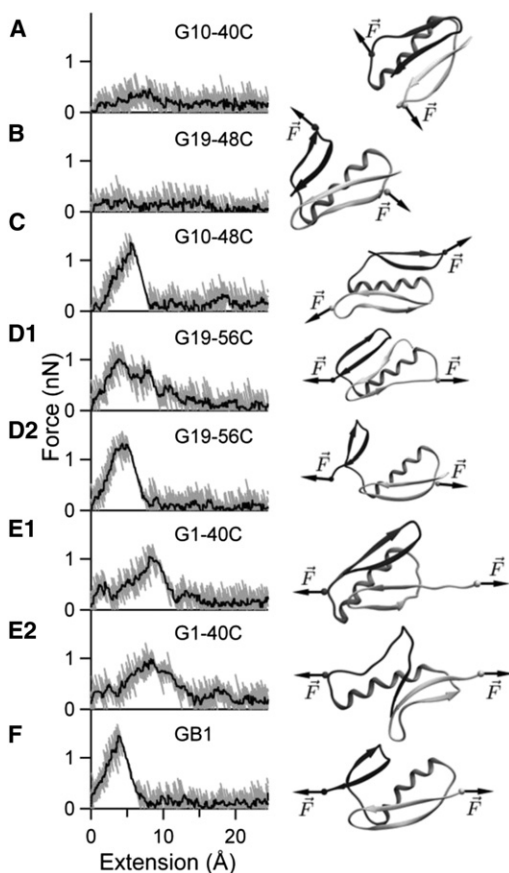 A
G10-40C
1
0
F
F
B
G19-48C
1
0
F
F
C
G10-48C
1
0
F
F
D1
G19-56C
1
0
F
F
D2
G19-56C
1
0
F
F
E1
G1-40C
1
0
F
F
E2
G1-40C
1
0
F
F
F
GB1
1
0
F
F
Force (nN)
0 10 20
Extension (Å)